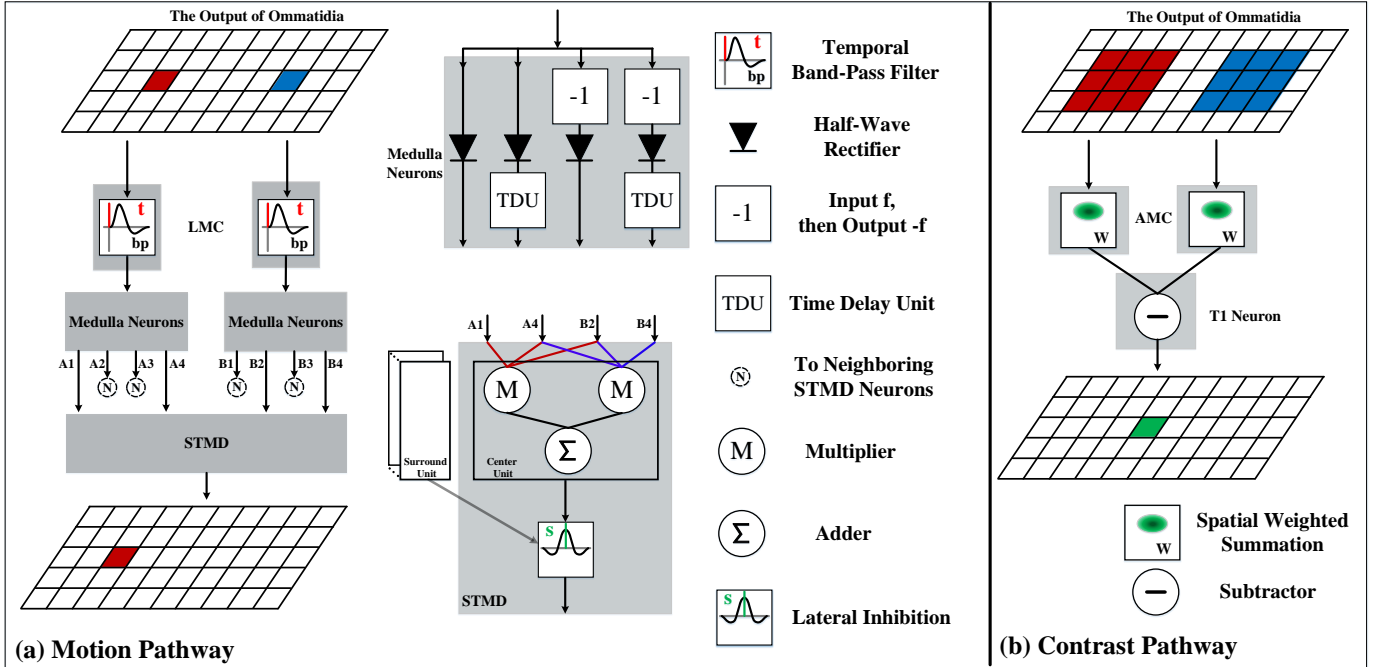 The Output of Ommatidia
t
bp
LMC
t
bp
Medulla Neurons
Medulla Neurons
A1
A2
A3
A4
B1
B2
B3
B4
N
N
N
N
STMD
(a) Motion Pathway
Medulla
Neurons
-1
-1
TDU
TDU
A1
A4
B2
B4
M
M
Σ
Surround
Unit
Center
Unit
s
STMD
t
bp
Temporal
Band-Pass Filter
Half-Wave
Rectifier
-1
Input f,
then Output -f
TDU
Time Delay Unit
N
To Neighboring
STMD Neurons
M
Multiplier
Σ
Adder
s
Lateral Inhibition
The Output of Ommatidia
W
AMC
W
−
T1 Neuron
W
Spatial Weighted
Summation
−
Subtractor
(b) Contrast Pathway